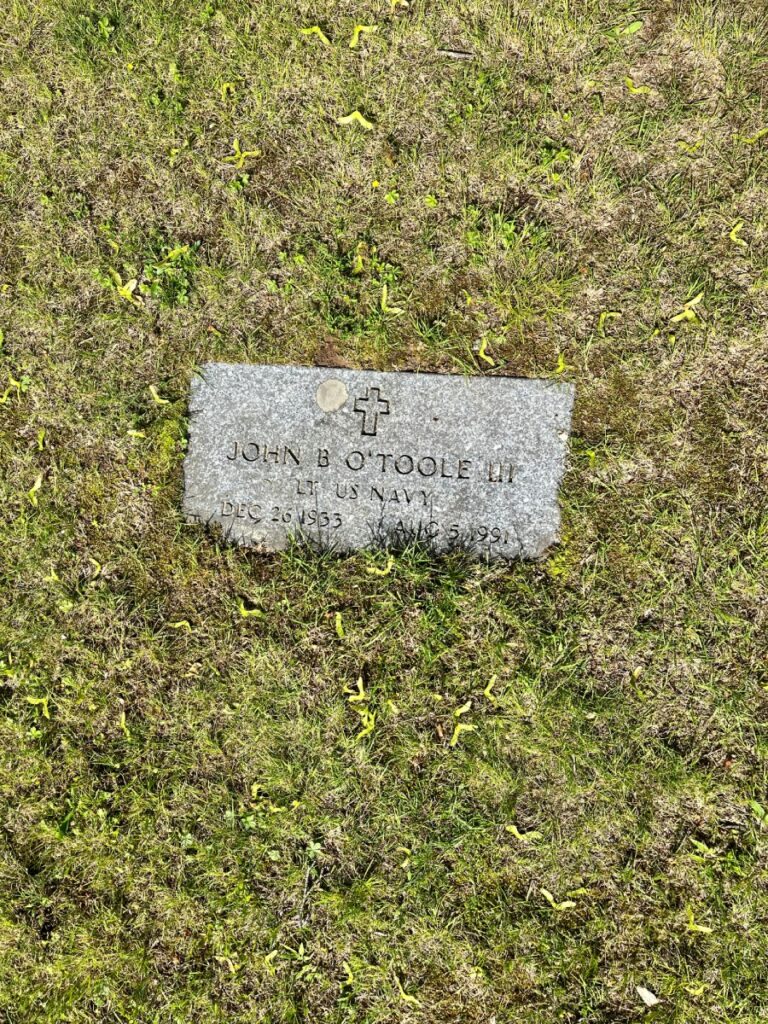 JOHN B O'TOOLE III
LT US NAVY
DEC 26 1933 AUG 5 1991